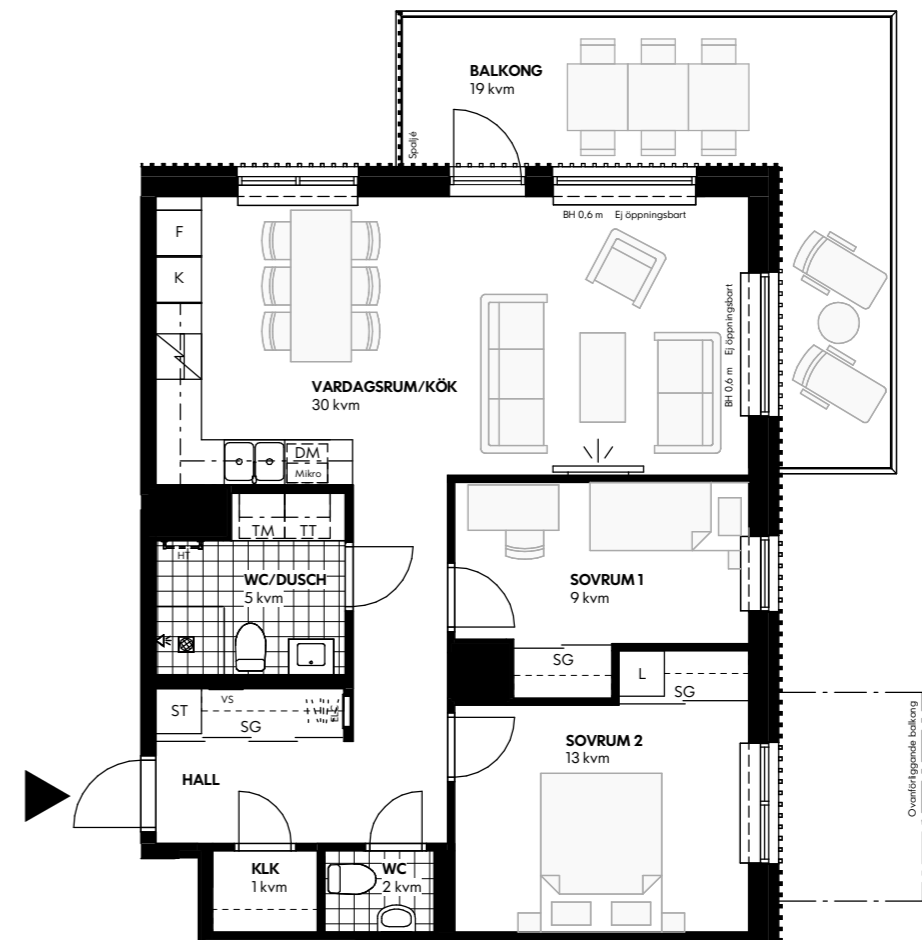 BALKONG
19 kvm
Spaljé
BH 0,6 m Ej öppningsbart
F
K
BH 0,6 m Ej öppningsbart
VARDAGSRUM/KÖK
30 kvm
DM
Mikro
TM
TT
HT
WC/DUSCH
5 kvm
SOVRUM 1
9 kvm
SG
L
SG
ST
VS
SG
SOVRUM 2
13 kvm
Ovanförliggande balkong
HALL
KLK
1 kvm
WC
2 kvm